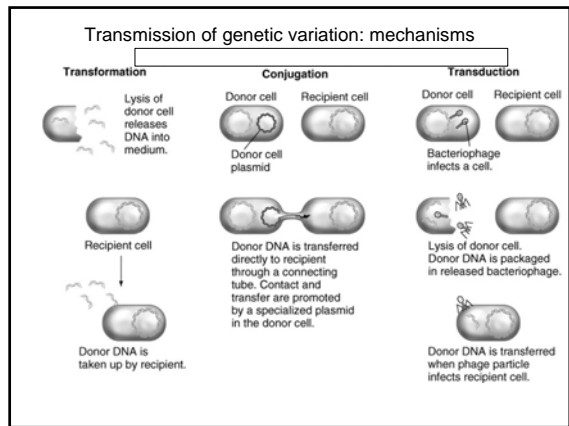 Transmission of genetic variation: mechanisms
Transformation
Lysis of
donor cell
releases
DNA into
medium.
Recipient cell
Donor DNA is
taken up by recipient.
Conjugation
Donor cell
Recipient cell
Donor cell
plasmid
Donor DNA is transferred
directly to recipient
through a connecting
tube. Contact and
transfer are promoted
by a specialized plasmid
in the donor cell.
Transduction
Donor cell
Recipient cell
Bacteriophage
infects a cell.
Lysis of donor cell.
Donor DNA is packaged
in released bacteriophage.
Donor DNA is transferred
when phage particle
infects recipient cell.